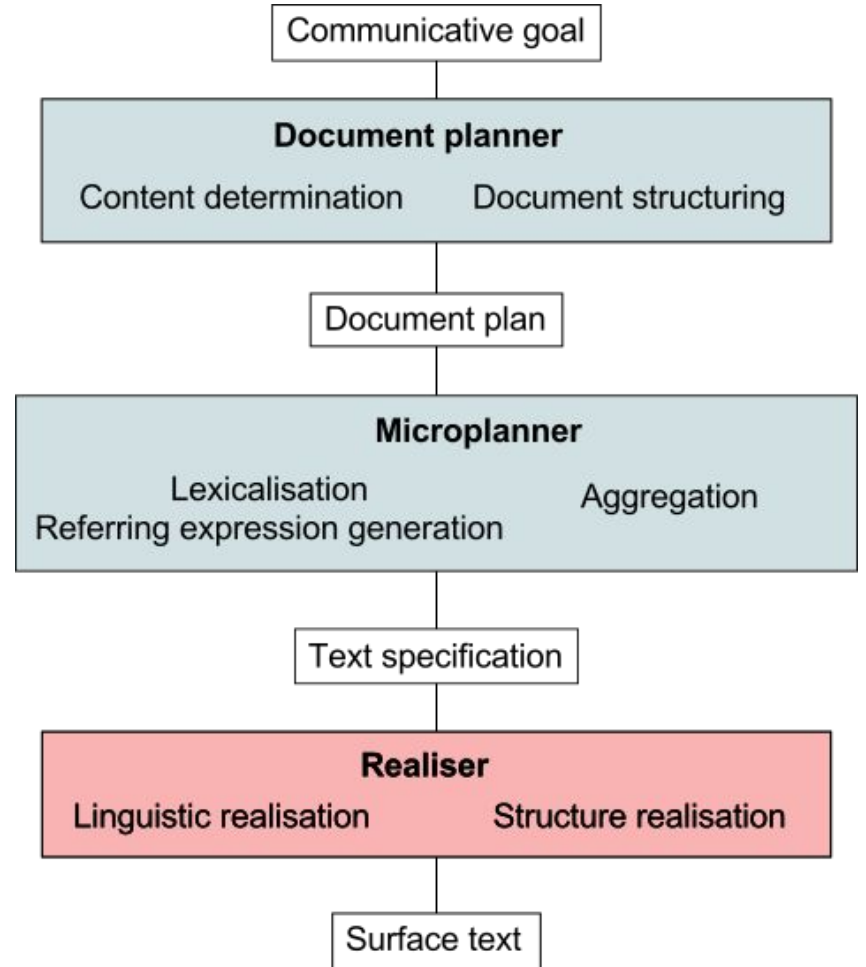 Communicative goal
Document planner
Content determination Document structuring
Document plan
Microplanner
Lexicalisation
Referring expression generation
Aggregation
Text specification
Realiser
Linguistic realisation Structure realisation
Surface text